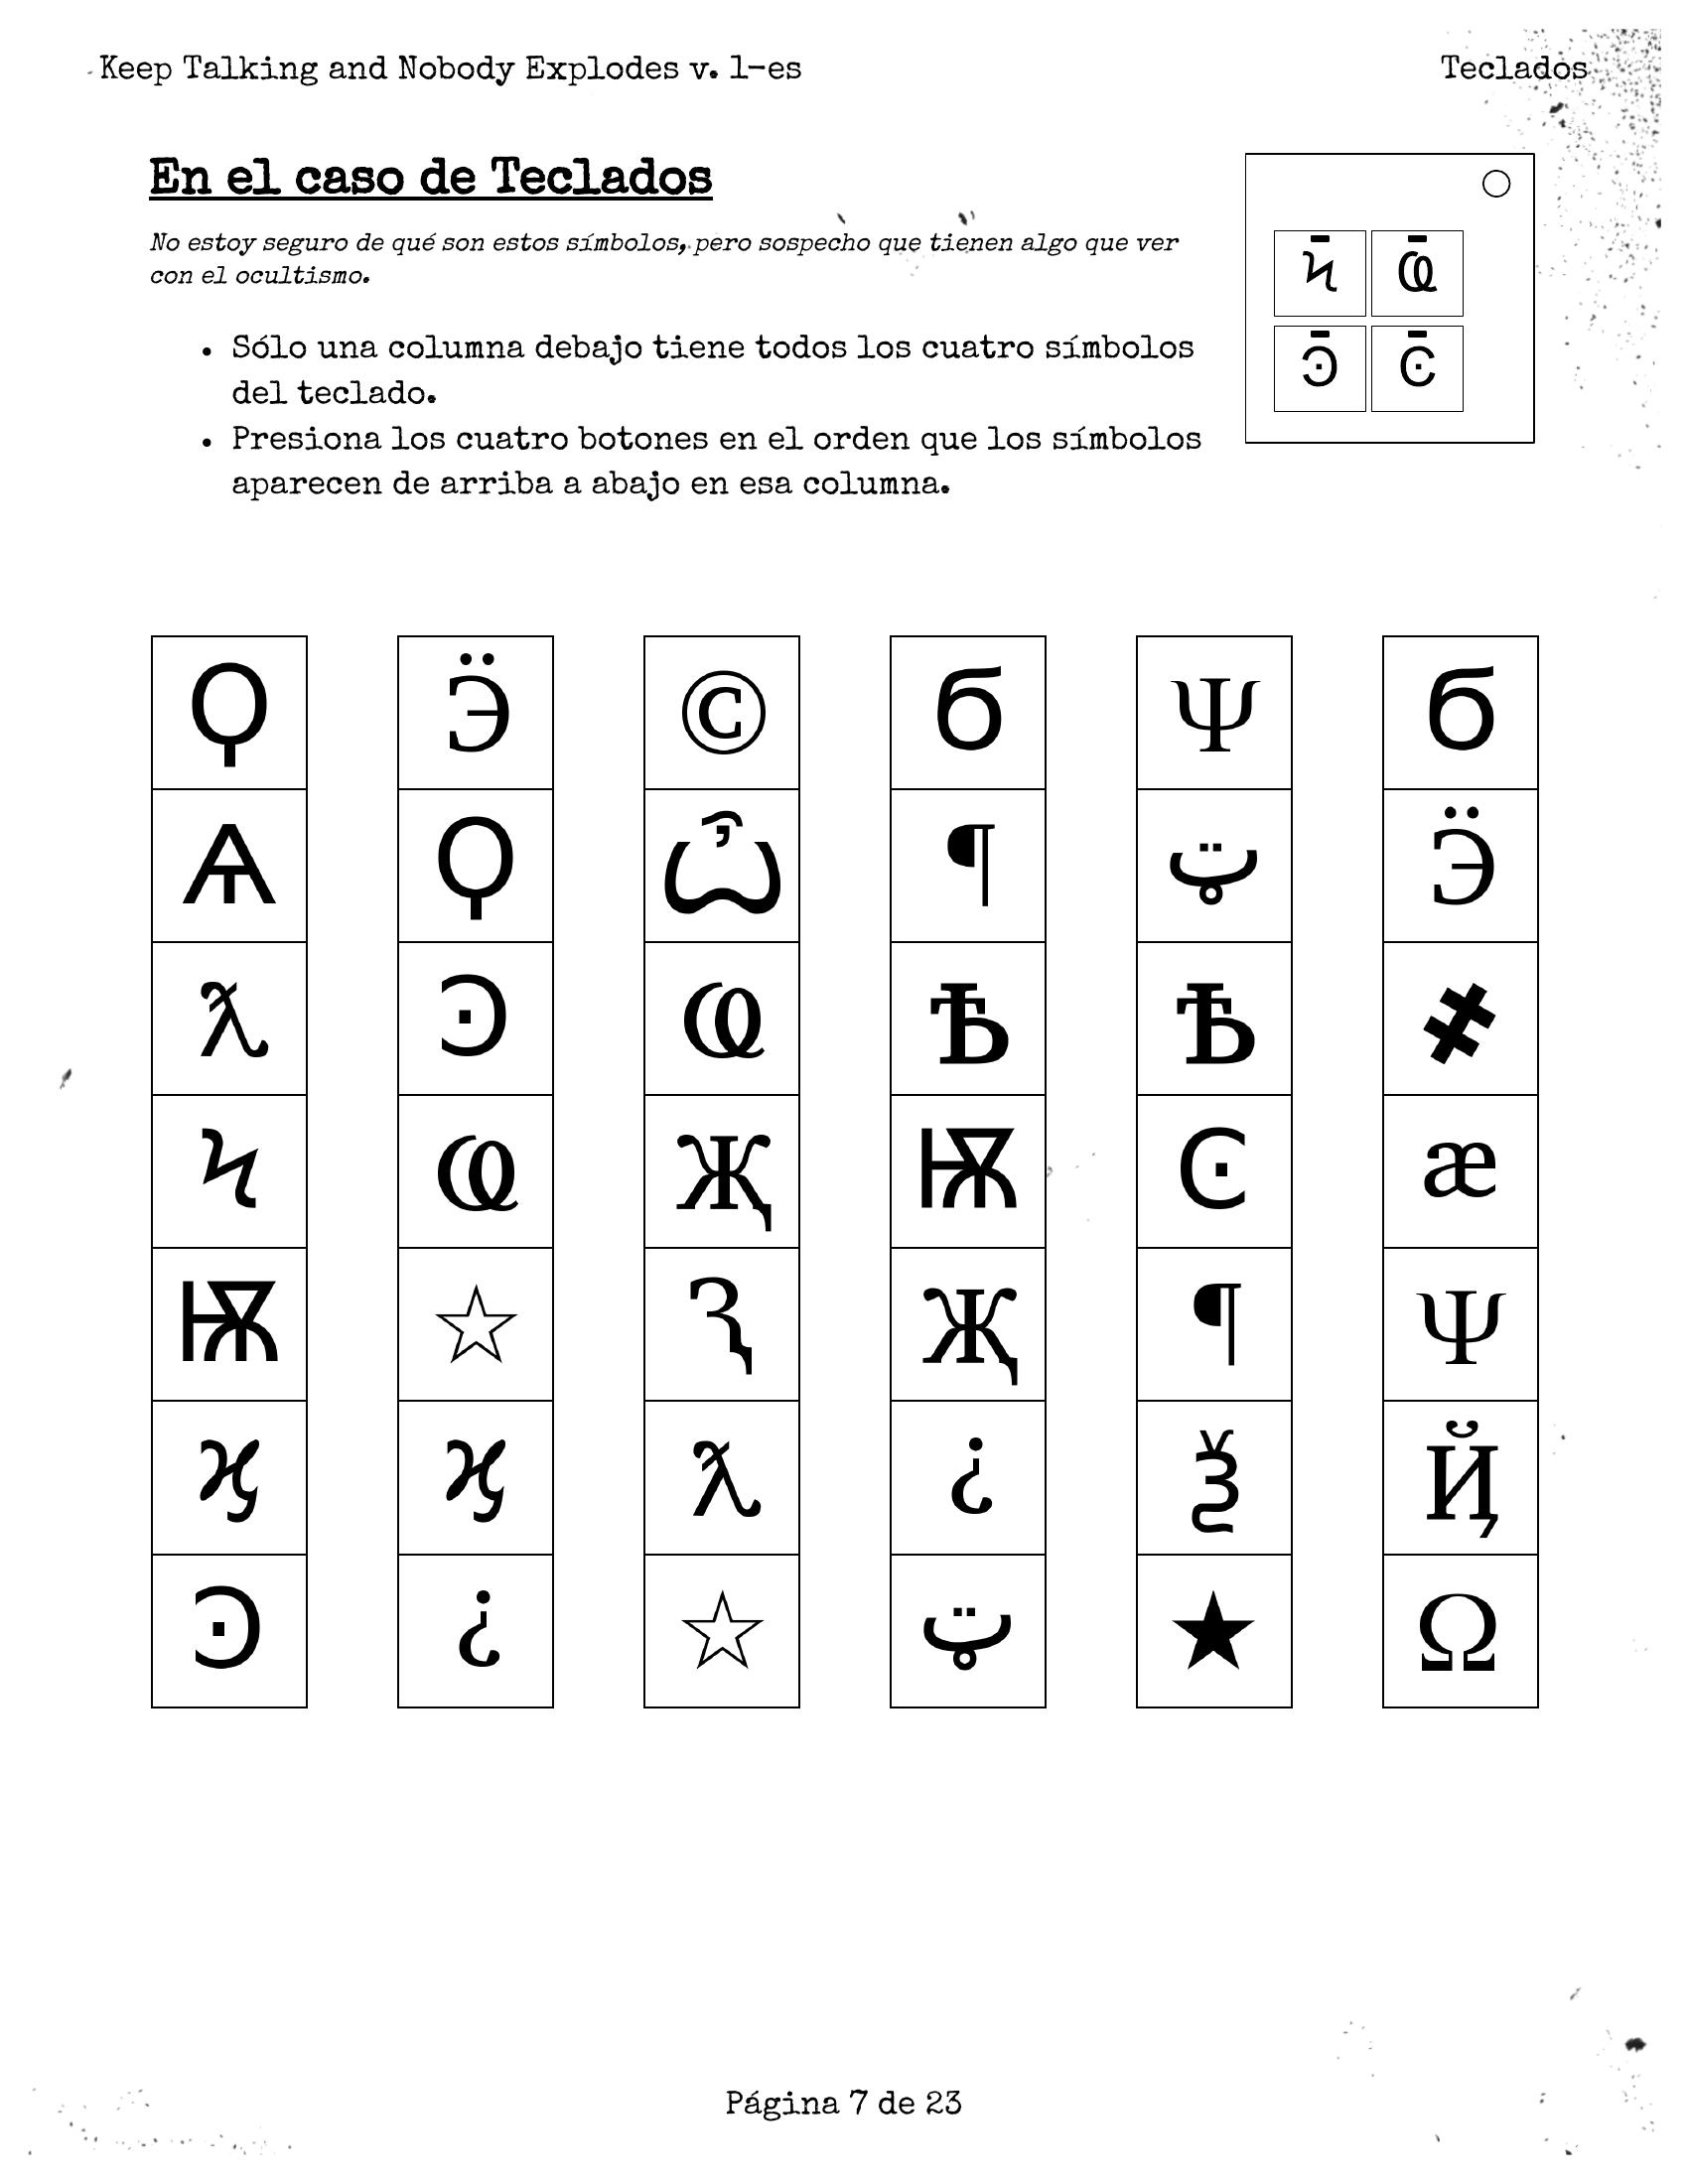 Keep Talking and Nobody Explodes v. 1-es
Teclados
En el caso de Teclados
No estoy seguro de qué son estos símbolos, pero sospecho que tienen algo que ver
con el ocultismo.
• Sólo una columna debajo tiene todos los cuatro símbolos
del teclado.
• Presiona los cuatro botones en el orden que los símbolos
aparecen de arriba a abajo en esa columna.
Ϟ Ҩ
Ͽ Ͼ
Ϙ Ӭ © б Ψ б
Ѧ Ϙ Ѽ ¶ ټ Ӭ
ƛ Ͽ Ҩ Ѣ Ѣ ҂
Ϟ Ҩ Җ Ѭ Ͼ æ
Ѭ ☆ Ԇ Җ ¶ Ψ
ϗ ϗ ƛ ¿ Ѯ Ҋ
Ͽ ¿ ☆ ټ ★ Ω
Página 7 de 23